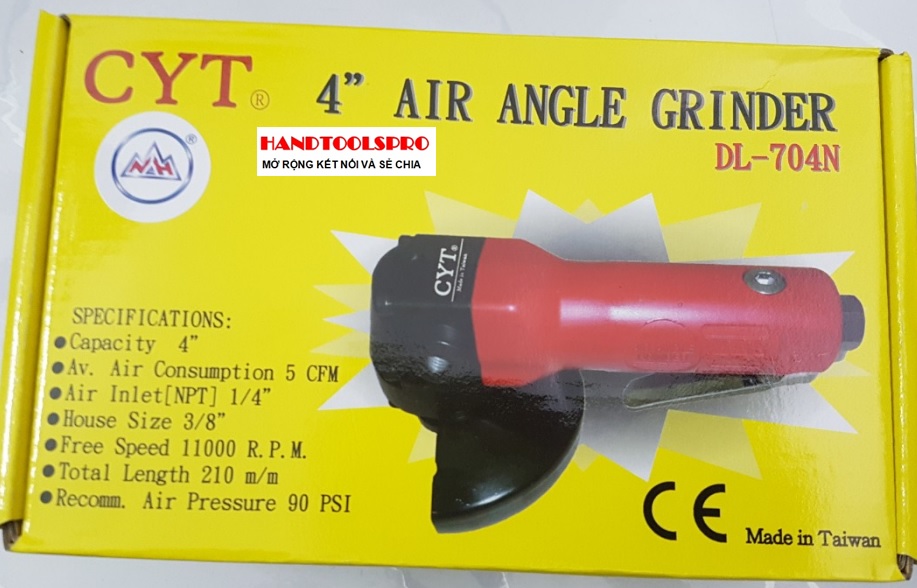 CYT®
4" AIR ANGLE GRINDER
DL-704N
NH ®
HANDTOOLSPRO
MỞ RỘNG KẾT NỐI VÀ SẺ CHIA
CYT®
Made in Taiwan
SPECIFICATIONS:
●Capacity 4"
●Av. Air Consumption 5 CFM
●Air Inlet[NPT] 1/4"
●House Size 3/8"
●Free Speed 11000 R.P.M.
●Total Length 210 m/m
●Recomm. Air Pressure 90 PSI
CE
Made in Taiwan